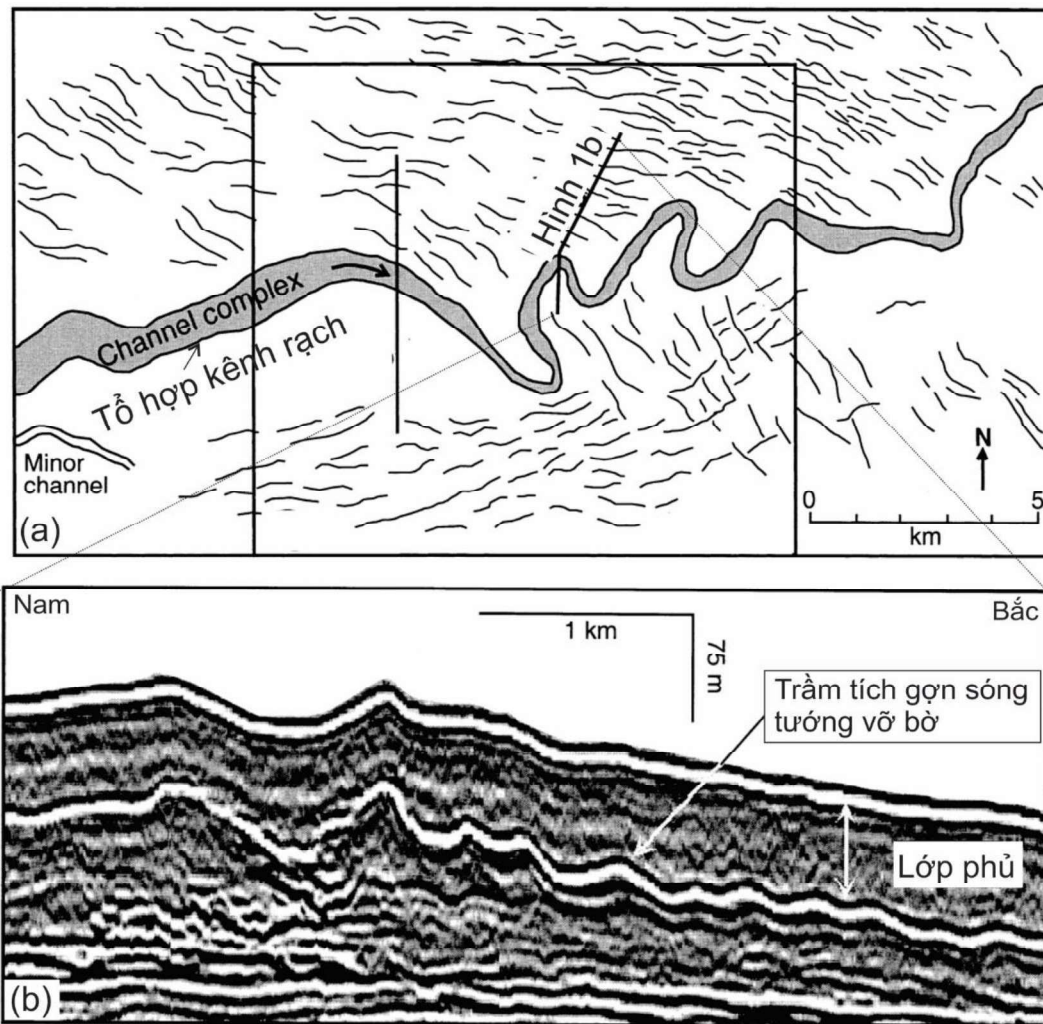 Hình 1b
Channel complex
Tổ hợp kênh rạch
Minor
channel
N
0 5
km
(a)
Nam
Bắc
1 km
75 m
Trầm tích gợn sóng
tướng vỡ bờ
Lớp phủ
(b)